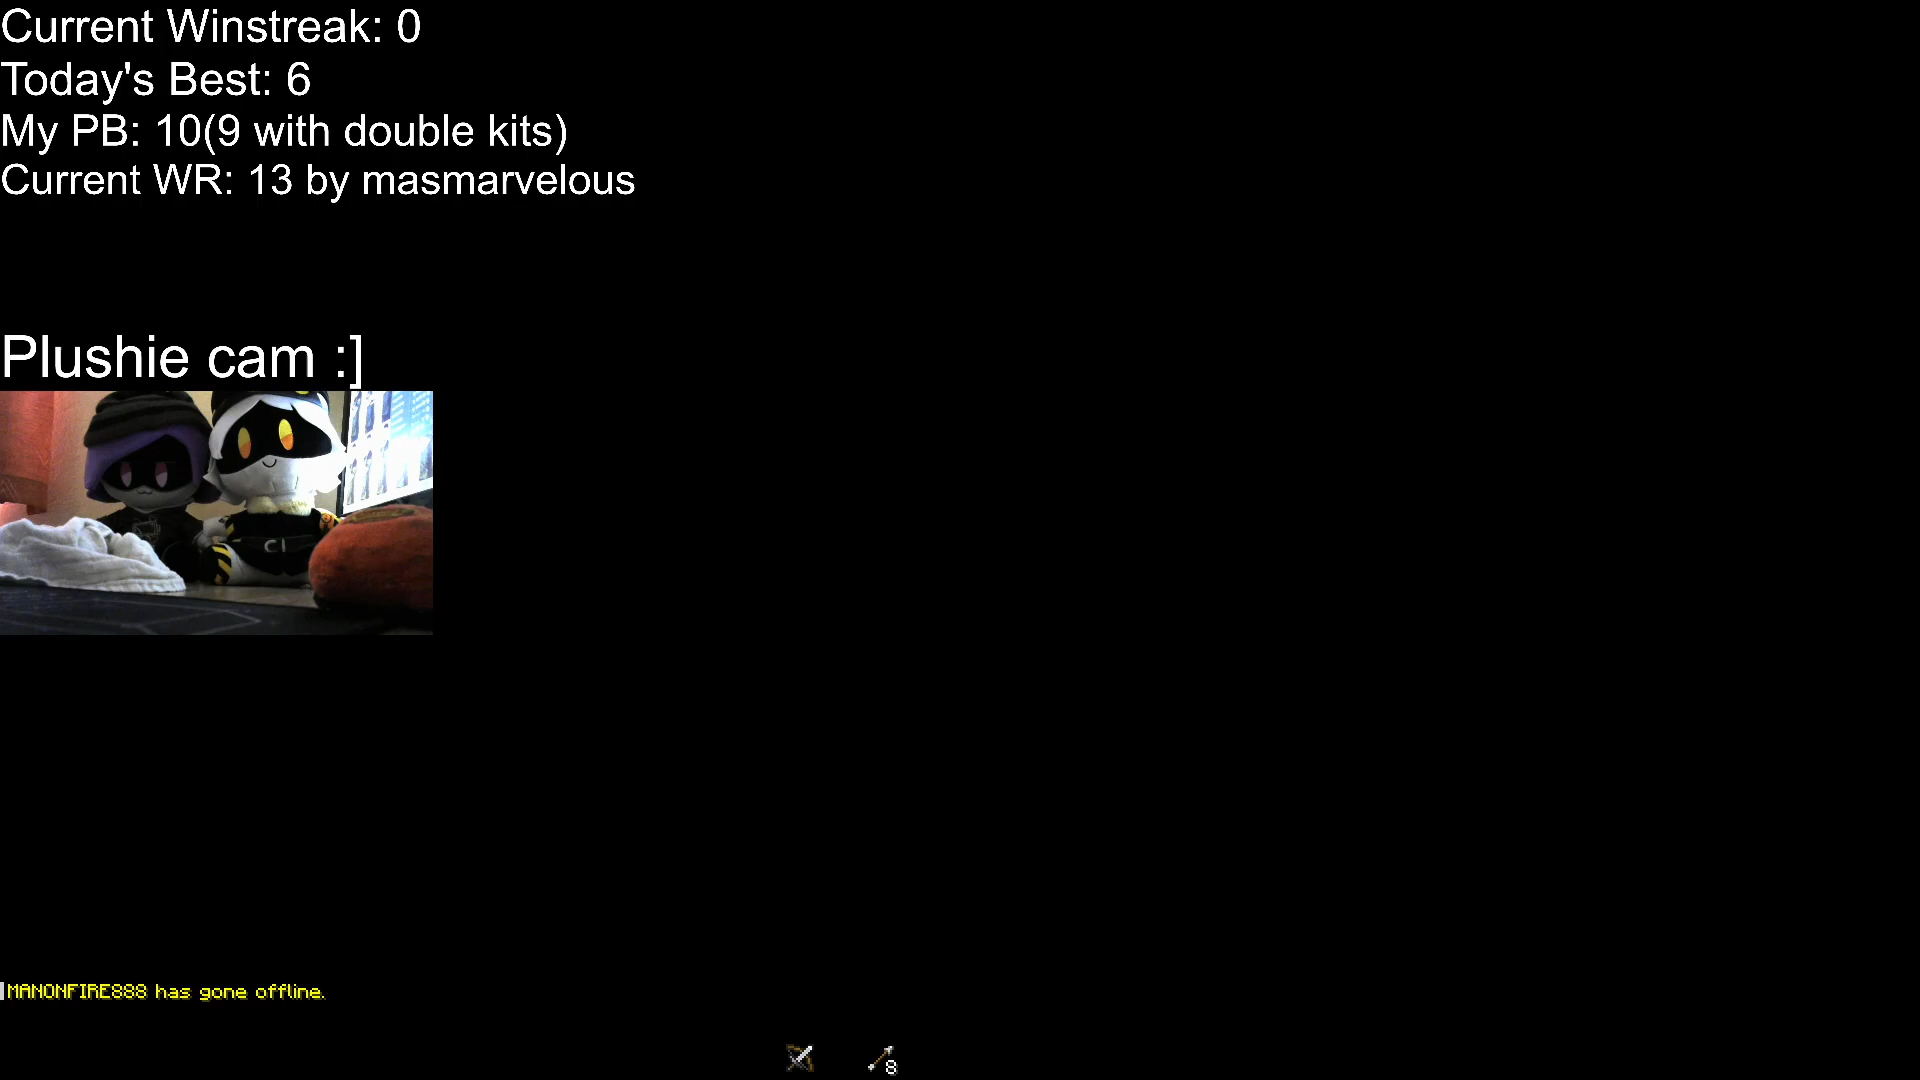 Current Winstreak: 0
Today's Best: 6
My PB: 10(9 with double kits)
Current WR: 13 by masmarvelous
Plushie cam :]
MANONFIRE888 has gone offline.
8